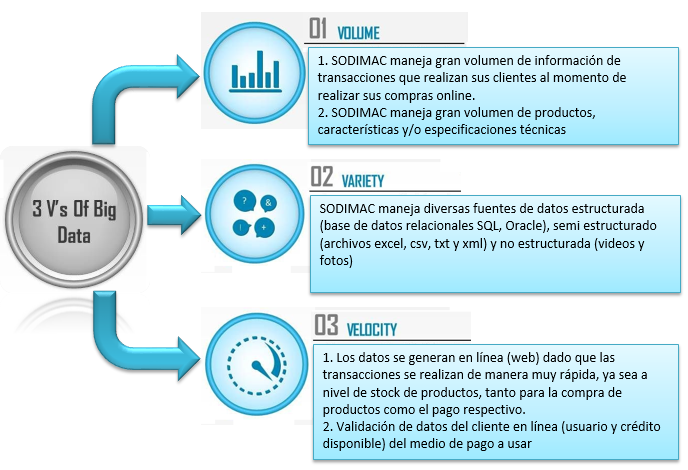 3 V's Of Big
Data
01 VOLUME
1. SODIMAC maneja gran volumen de información de
transacciones que realizan sus clientes al momento de
realizar sus compras online.
2. SODIMAC maneja gran volumen de productos,
características y/o especificaciones técnicas
02 VARIETY
? &
! +
SODIMAC maneja diversas fuentes de datos estructurada
(base de datos relacionales SQL, Oracle), semi estructurado
(archivos excel, csv, txt y xml) y no estructurada (videos y
fotos)
03 VELOCITY
1. Los datos se generan en línea (web) dado que las
transacciones se realizan de manera muy rápida, ya sea a
nivel de stock de productos, tanto para la compra de
productos como el pago respectivo.
2. Validación de datos del cliente en línea (usuario y crédito
disponible) del medio de pago a usar